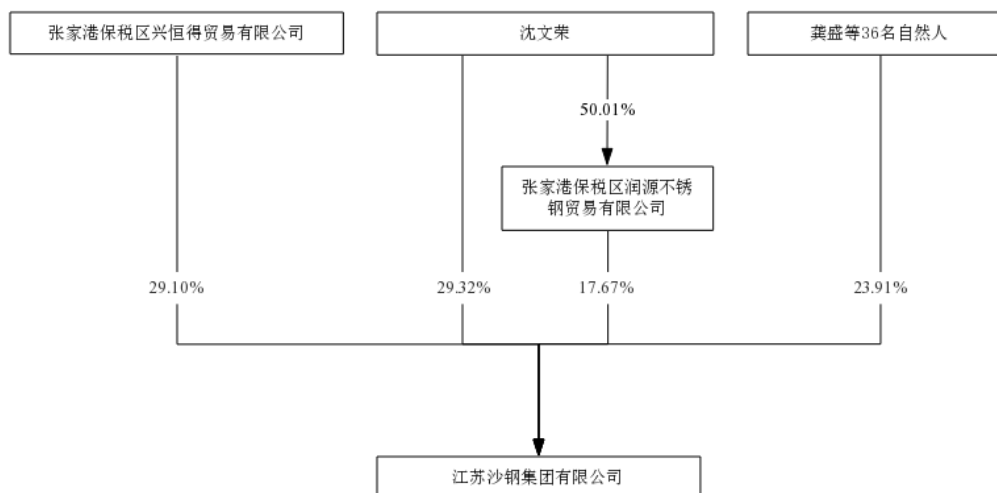 张家港保税区兴恒得贸易有限公司
沈文荣
龚盛等36名自然人
50.01%
张家港保税区润源不锈
钢贸易有限公司
29.10%
29.32%
17.67%
23.91%
江苏沙钢集团有限公司